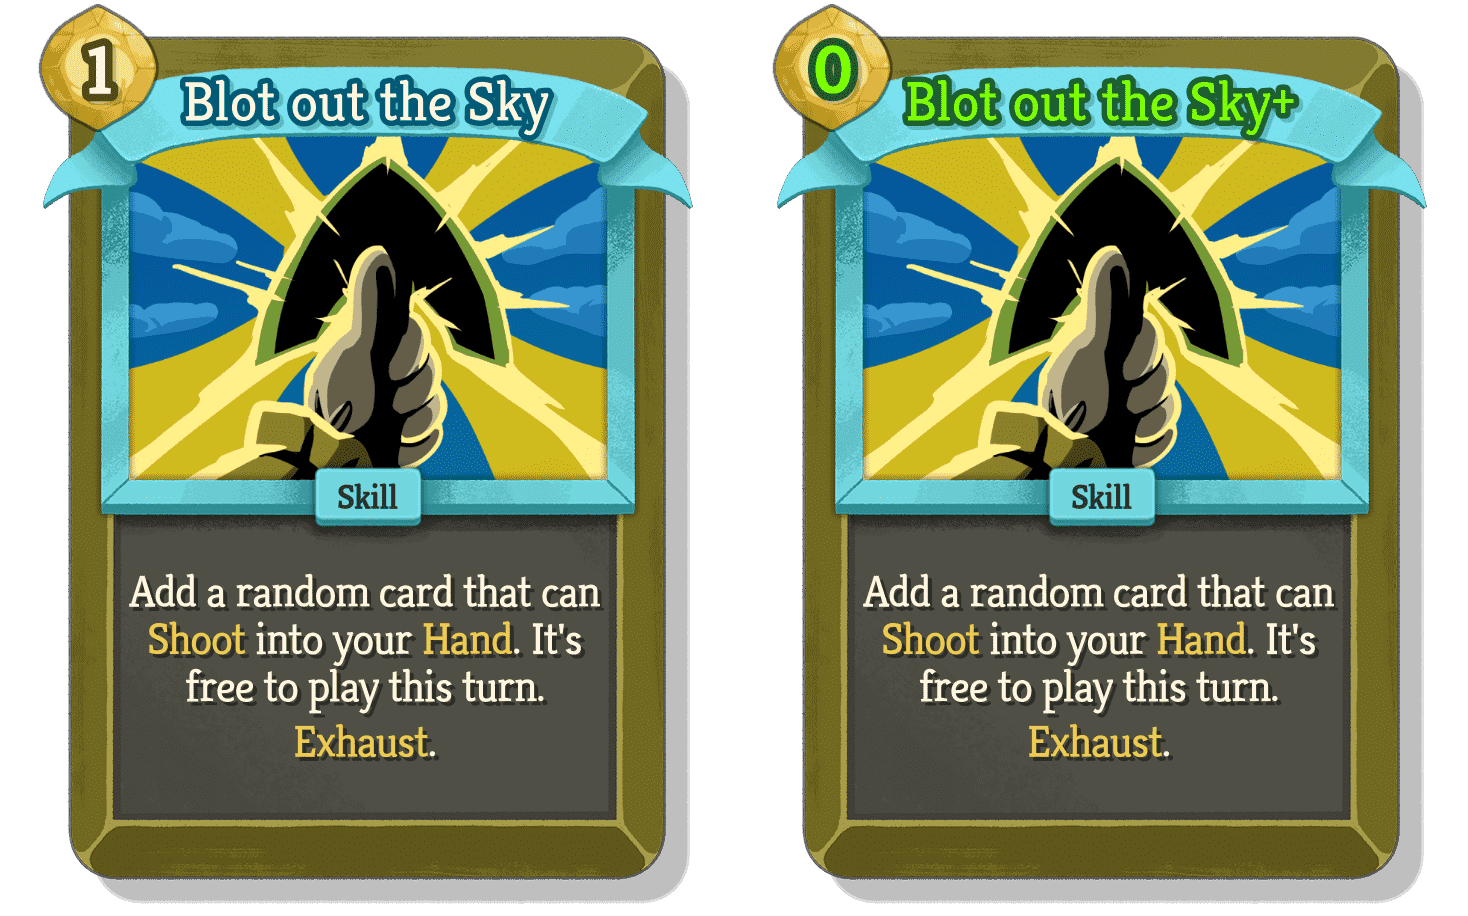 1
Blot out the Sky
Skill
Add a random card that can
Shoot into your Hand. It's
free to play this turn.
Exhaust.
0
Blot out the Sky+
Skill
Add a random card that can
Shoot into your Hand. It's
free to play this turn.
Exhaust.